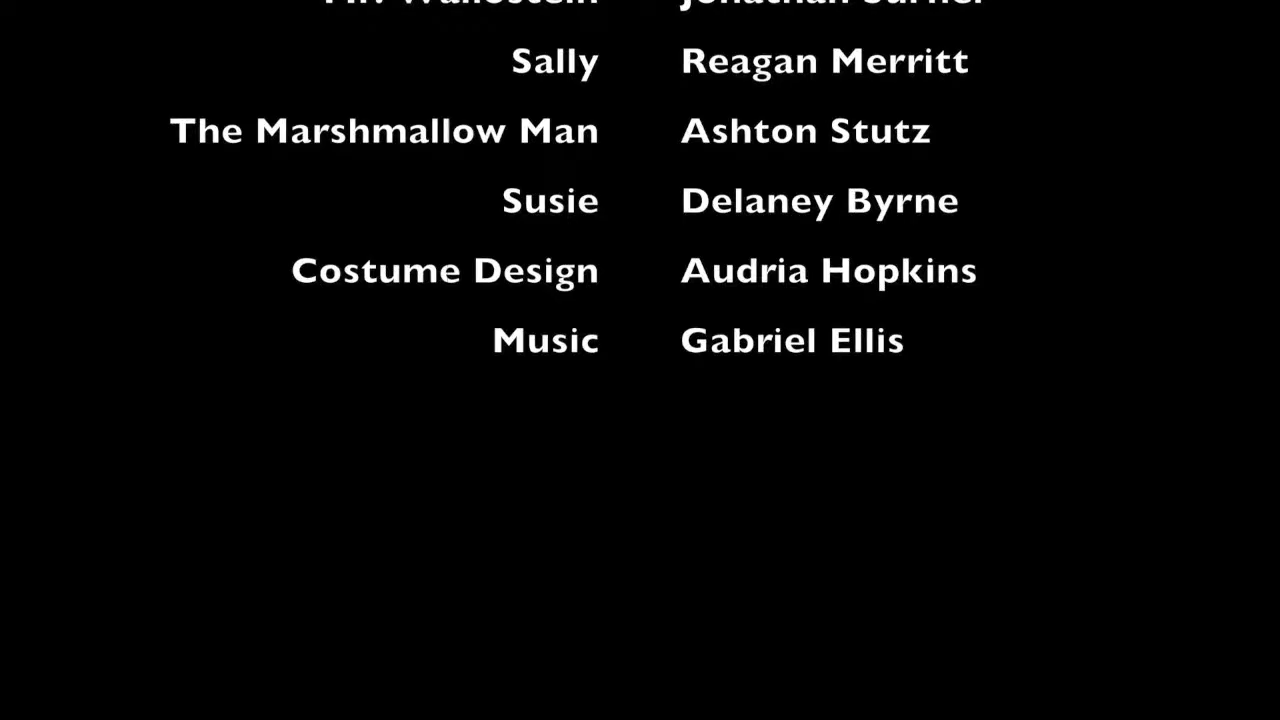 Sally Reagan Merritt
The Marshmallow Man Ashton Stutz
Susie Delaney Byrne
Costume Design Audria Hopkins
Music Gabriel Ellis